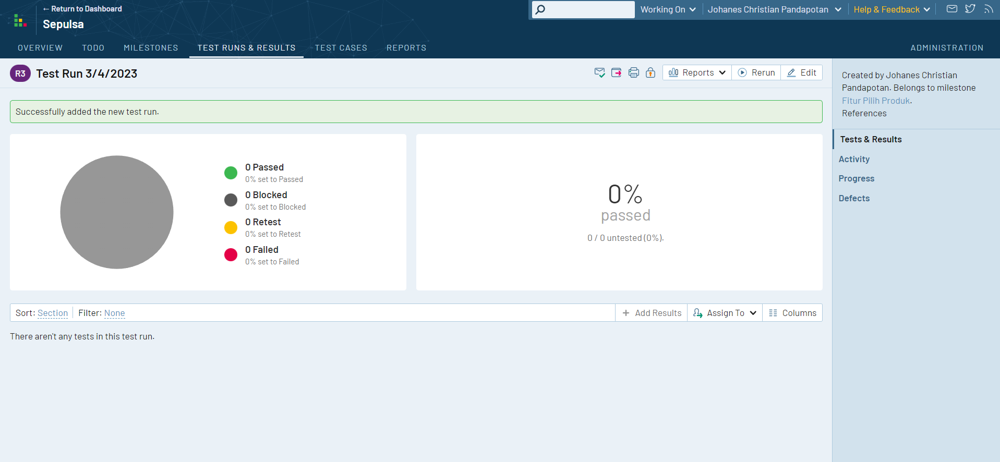 ← Return to Dashboard
Sepulsa
Working On
Johanes Christian Pandapotan
Help & Feedback
OVERVIEW
TODO
MILESTONES
TEST RUNS & RESULTS
TEST CASES
REPORTS
ADMINISTRATION
R3
Test Run 3/4/2023
Reports
Rerun
Edit
Successfully added the new test run.
0 Passed
0% set to Passed
0 Blocked
0% set to Blocked
0 Retest
0% set to Retest
0 Failed
0% set to Failed
0%
passed
0 / 0 untested (0%).
Sort: Section
Filter: None
+ Add Results
Assign To
Columns
There aren't any tests in this test run.
Created by Johanes Christian
Pandapotan. Belongs to milestone
Fitur Pilih Produk.
References
Tests & Results
Activity
Progress
Defects